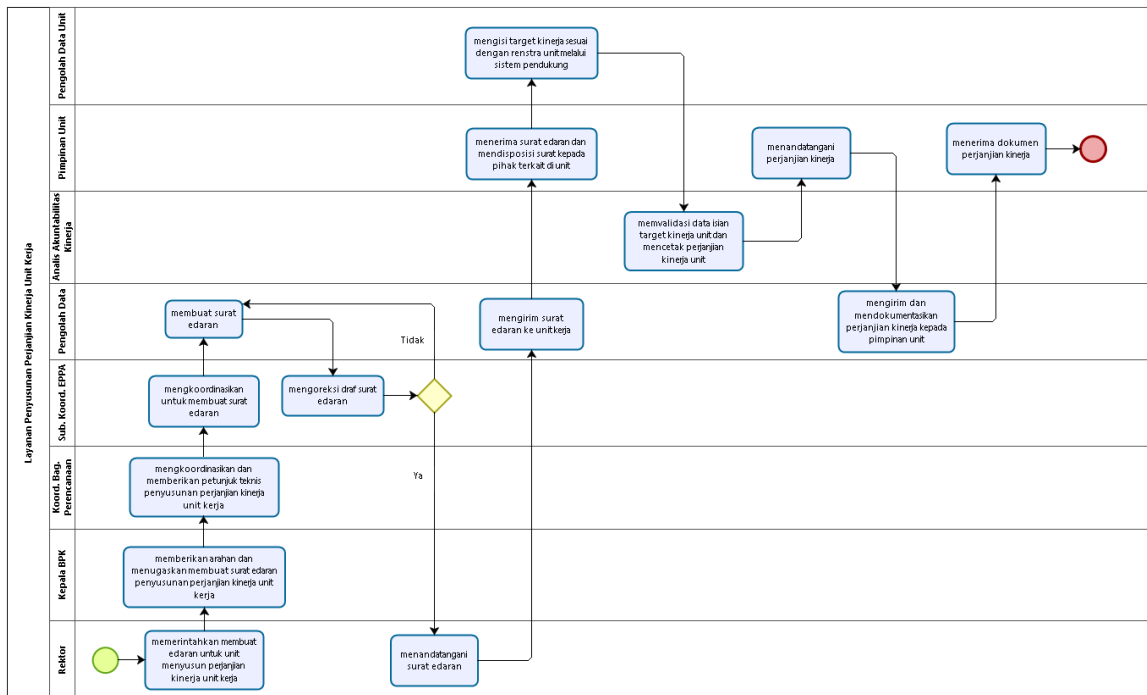 Layanan Penyusunan Perjanjian Kinerja Unit Kerja
Pengolah Data Unit
mengisi target kinerja sesuai
dengan renstra unit melalui
sistem pendukung
Pimpinan Unit
menerima surat edaran dan
mendisposisi surat kepada
pihak terkait di unit
menandatangani
perjanjian kinerja
menerima dokumen
perjanjian kinerja
Analis Akuntabilitas
Kinerja
memvalidasi data isian
target kinerja unit dan
mencetak perjanjian
kinerja unit
Pengolah Data
membuat surat
edaran
Tidak
mengirim surat
edaran ke unit kerja
mengirim dan
mendokumentasikan
perjanjian kinerja kepada
pimpinan unit
Sub. Koord. EPPA
mengkoordinasikan
untuk membuat surat
edaran
mengoreksi draf surat
edaran
Koord. Bag.
Perencanaan
mengkoordinasikan dan
memberikan petunjuk teknis
penyusunan perjanjian kinerja
unit kerja
Ya
Kepala BPK
memberikan arahan dan
menugaskan membuat surat edaran
penyusunan perjanjian kinerja unit
kerja
Rektor
memerintahkan membuat
edaran untuk unit
menyusun perjanjian
kinerja unit kerja
menandatangani
surat edaran